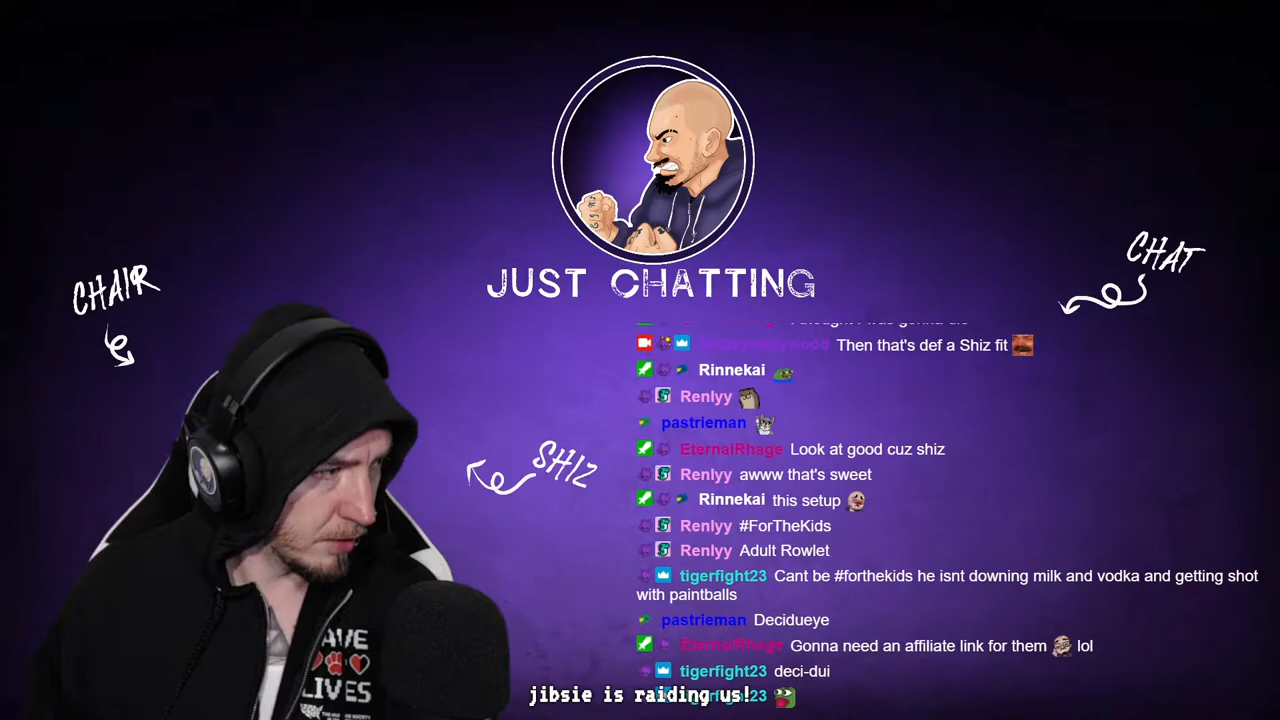 CHAIR
CHAT
JUST CHATTING
SHIZ
Then that's def a Shiz fit
Rinnekai
Renlyy
pastrieman
EternalRhage Look at good cuz shiz
Renlyy awww that's sweet
Rinnekai this setup
Renlyy #ForTheKids
Renlyy Adult Rowlet
tigerfight23 Cant be #forthekids he isnt downing milk and vodka and getting shot
with paintballs
pastrieman Decidueye
EternalRhage Gonna need an affiliate link for them lol
tigerfight23 deci-dui
jibsie is raiding us!
AVE
LIVES